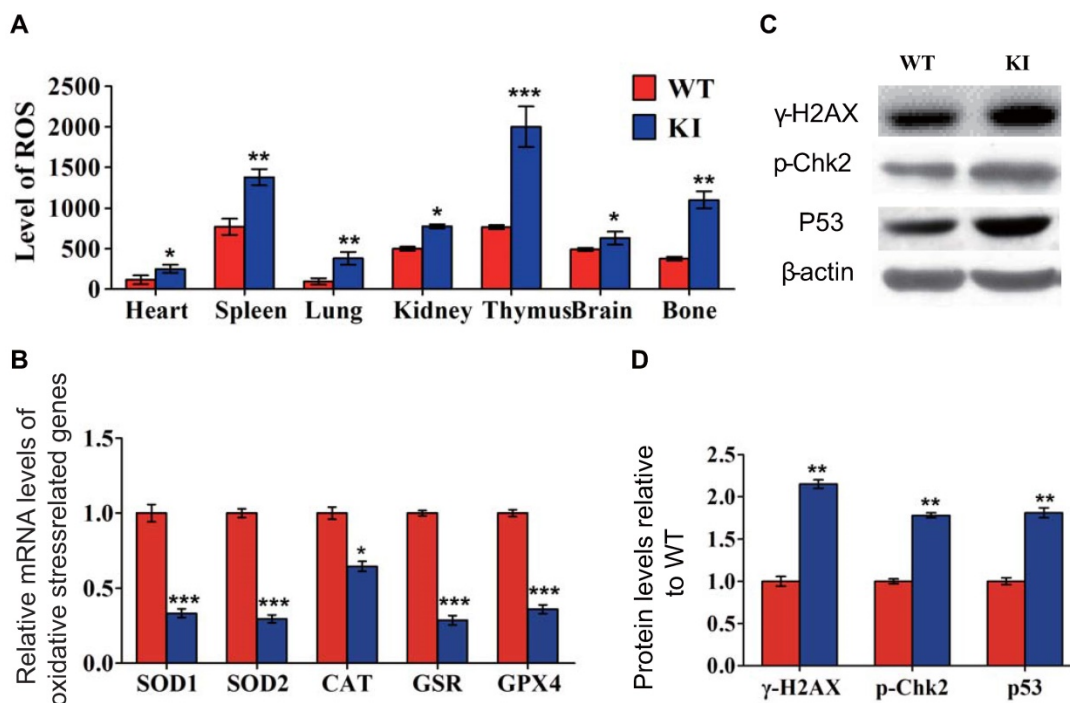 A
Level of ROS
2500
2000
1500
1000
500
0
WT
KI
*
**
**
*
***
*
**
Heart Spleen Lung Kidney Thymus Brain Bone
B
Relative mRNA levels of
oxidative stressrelated genes
1.5
1.0
0.5
0.0
***
***
*
***
***
SOD1 SOD2 CAT GSR GPX4
C
WT KI
γ-H2AX
p-Chk2
P53
β-actin
D
Protein levels relative
to WT
2.5
2.0
1.5
1.0
0.5
0.0
**
**
**
γ-H2AX p-Chk2 p53